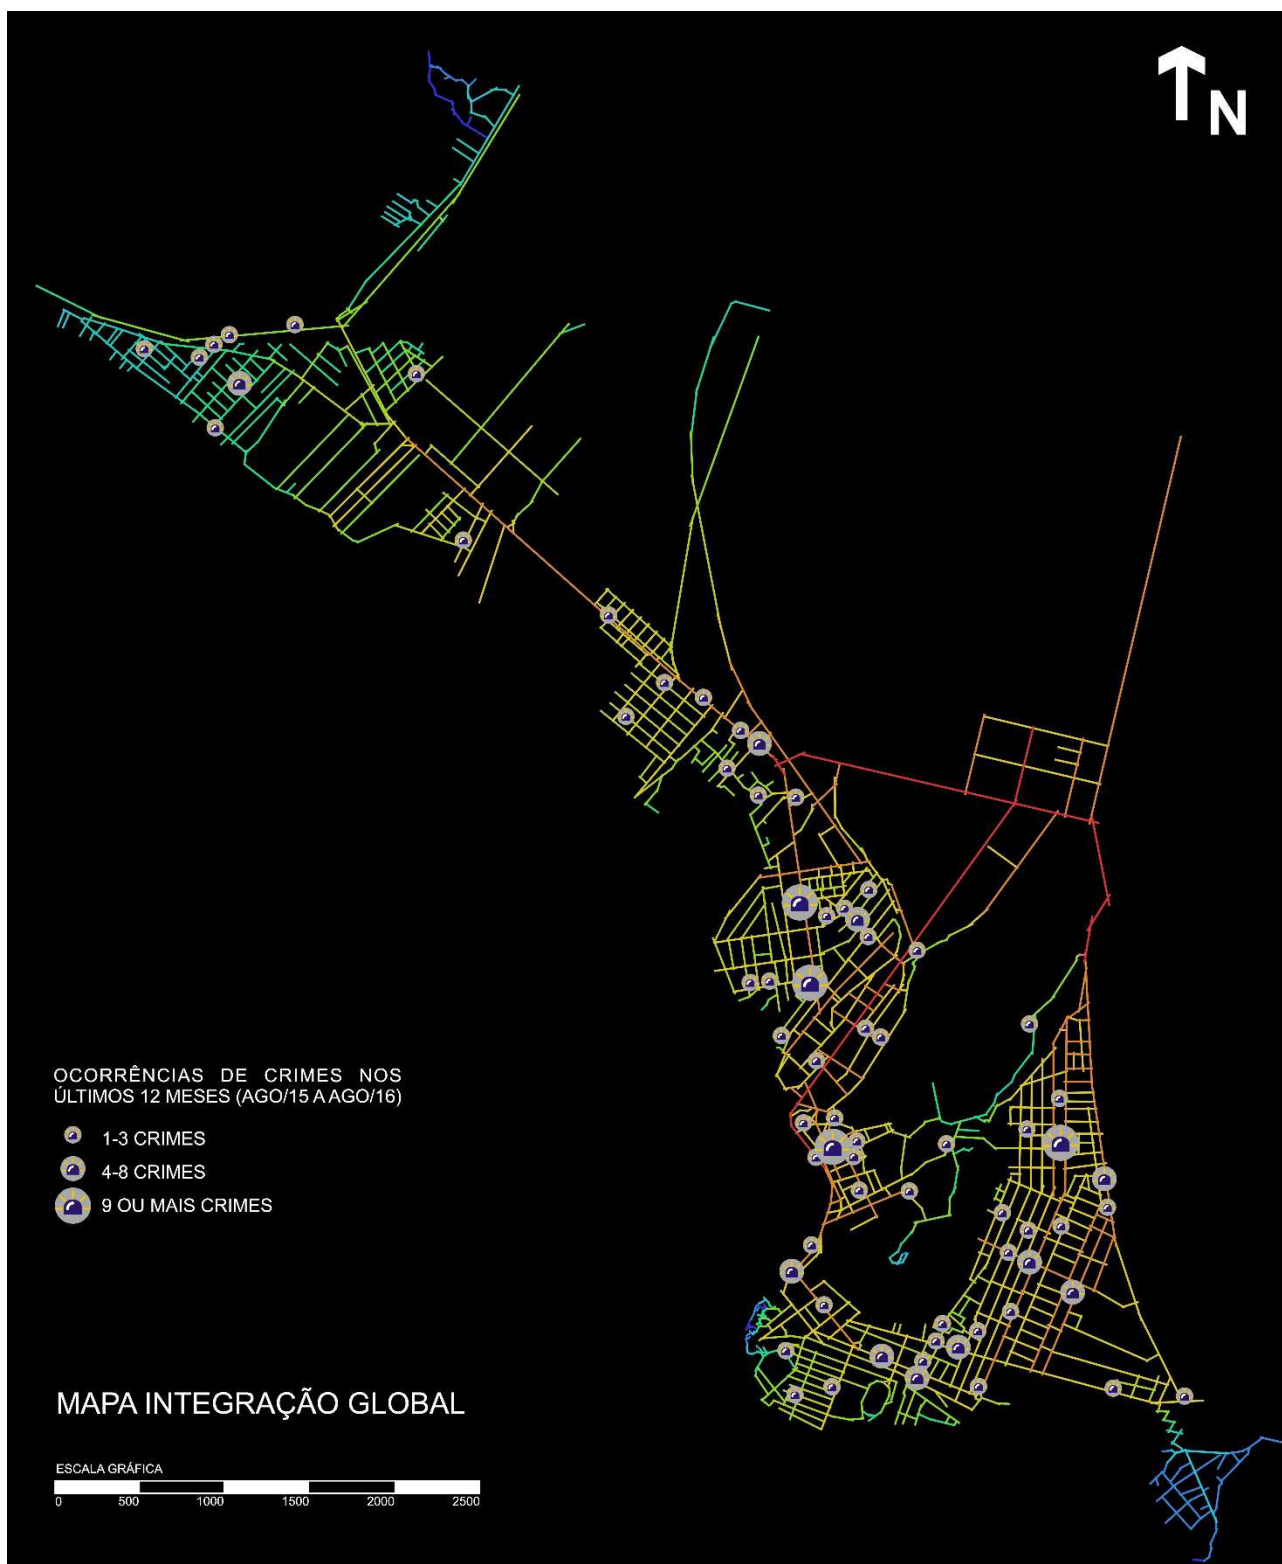 N
OCORRÊNCIAS DE CRIMES NOS
ÚLTIMOS 12 MESES (AGO/15 A AGO/16)
1-3 CRIMES
4-8 CRIMES
9 OU MAIS CRIMES
MAPA INTEGRAÇÃO GLOBAL
ESCALA GRÁFICA
0 500 1000 1500 2000 2500